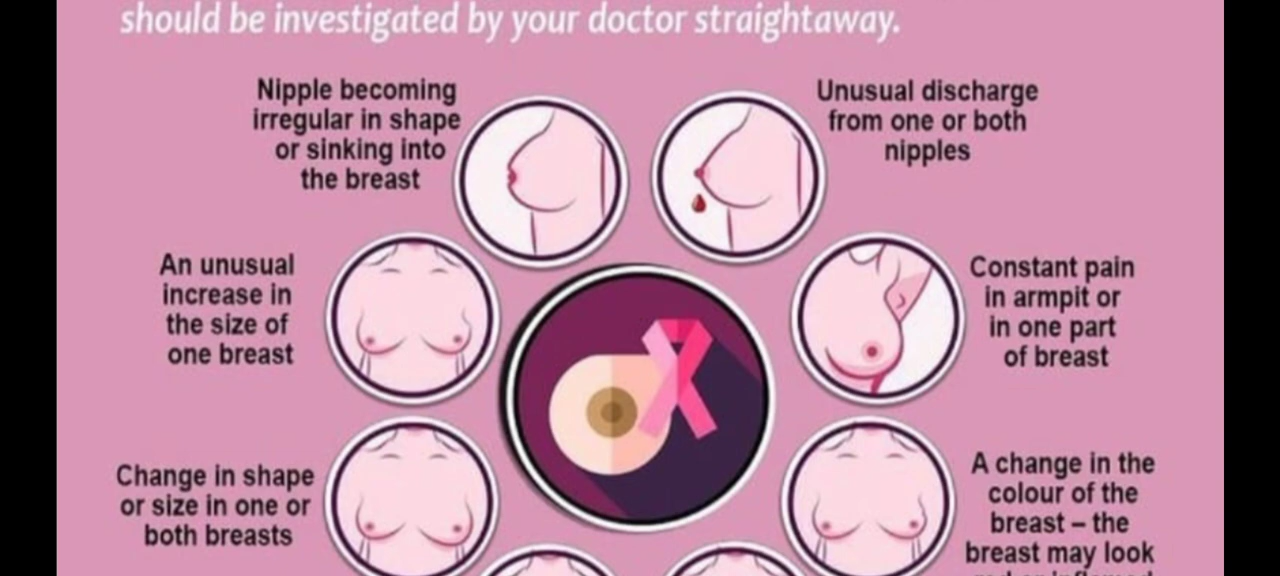 should be investigated by your doctor straightaway.
Nipple becoming
irregular in shape
or sinking into
the breast
Unusual discharge
from one or both
nipples
An unusual
increase in
the size of
one breast
Constant pain
in armpit or
in one part
of breast
Change in shape
or size in one or
both breasts
A change in the
colour of the
breast – the
breast may look